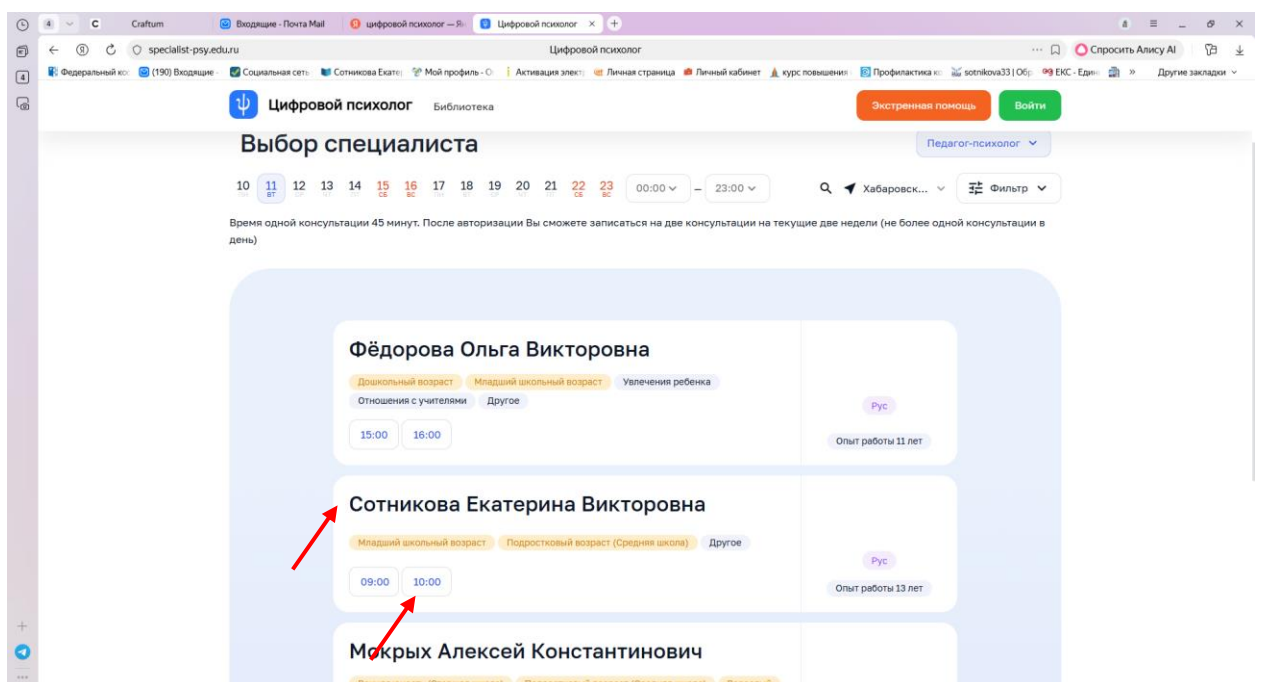 4 Craftum Входящие - Почта Mail цифровой психолог — Я Цифровой психолог
specialist-psy.edu.ru Цифровой психолог Спросить Алису AI
Федеральный ко (190) Входящие - Социальная сеть Сотникова Екате Мой профиль - О Активация элект Личная страница Личный кабинет курс повышения Профилактика к sotnikova33 | Обр ЕКС - Един » Другие закладки
4
Цифровой психолог Библиотека Экстренная помощь Войти
Выбор специалиста Педагог-психолог
10 11 12 13 14 15 16 17 18 19 20 21 22 23 00:00 – 23:00 Хабаровск... Фильтр
ВТ СБ ВС СБ ВС
Время одной консультации 45 минут. После авторизации Вы сможете записаться на две консультации на текущие две недели (не более одной консультации в
день)
Фёдорова Ольга Викторовна
Дошкольный возраст Младший школьный возраст Увлечения ребенка
Отношения с учителями Другое
Рус
15:00 16:00
Опыт работы 11 лет
Сотникова Екатерина Викторовна
Младший школьный возраст Подростковый возраст (Средняя школа) Другое
Рус
09:00 10:00
Опыт работы 13 лет
Мокрых Алексей Константинович